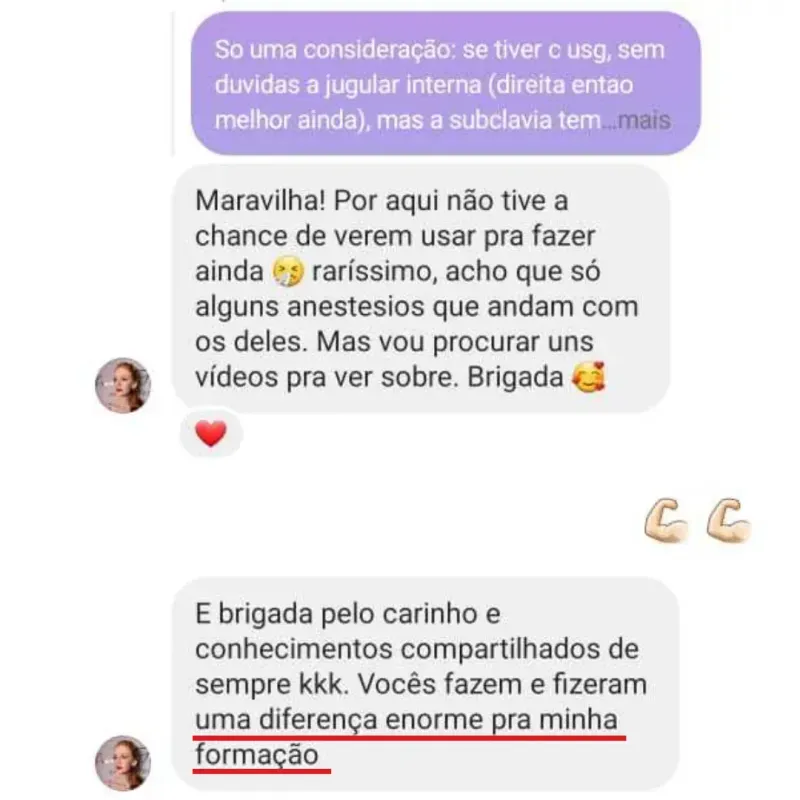 So uma consideração: se tiver c usg, sem
duvidas a jugular interna (direita entao
melhor ainda), mas a subclavia tem...mais
Maravilha! Por aqui não tive a
chance de verem usar pra fazer
ainda 🤧 raríssimo, acho que só
alguns anestesios que andam com
os deles. Mas vou procurar uns
vídeos pra ver sobre. Brigada 🥰
❤️
💪🏻 💪🏻
E brigada pelo carinho e
conhecimentos compartilhados de
sempre kkk. Vocês fazem e fizeram
uma diferença enorme pra minha
formação